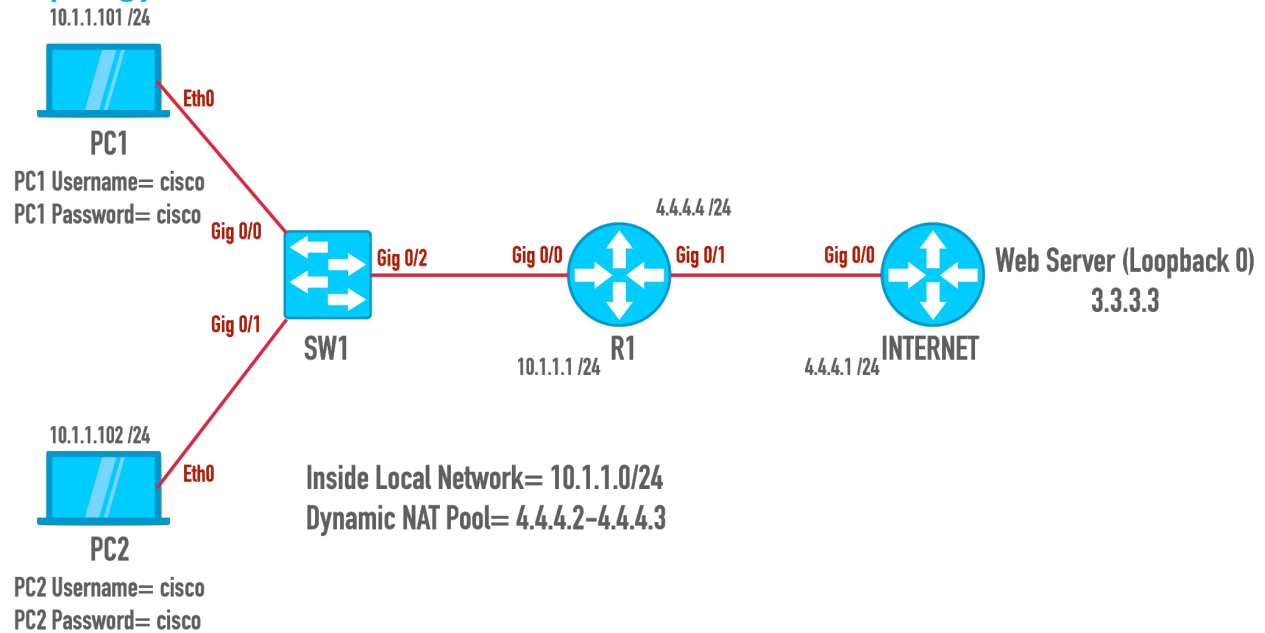 10.1.1.101 /24
Eth0
PC1
PC1 Username= cisco
PC1 Password= cisco
Gig 0/0
Gig 0/2
Gig 0/1
SW1
4.4.4.4 /24
Gig 0/0
Gig 0/1
R1
10.1.1.1 /24
Gig 0/0
INTERNET
4.4.4.1 /24
Web Server (Loopback 0)
3.3.3.3
10.1.1.102 /24
Eth0
PC2
PC2 Username= cisco
PC2 Password= cisco
Inside Local Network= 10.1.1.0/24
Dynamic NAT Pool= 4.4.4.2-4.4.4.3